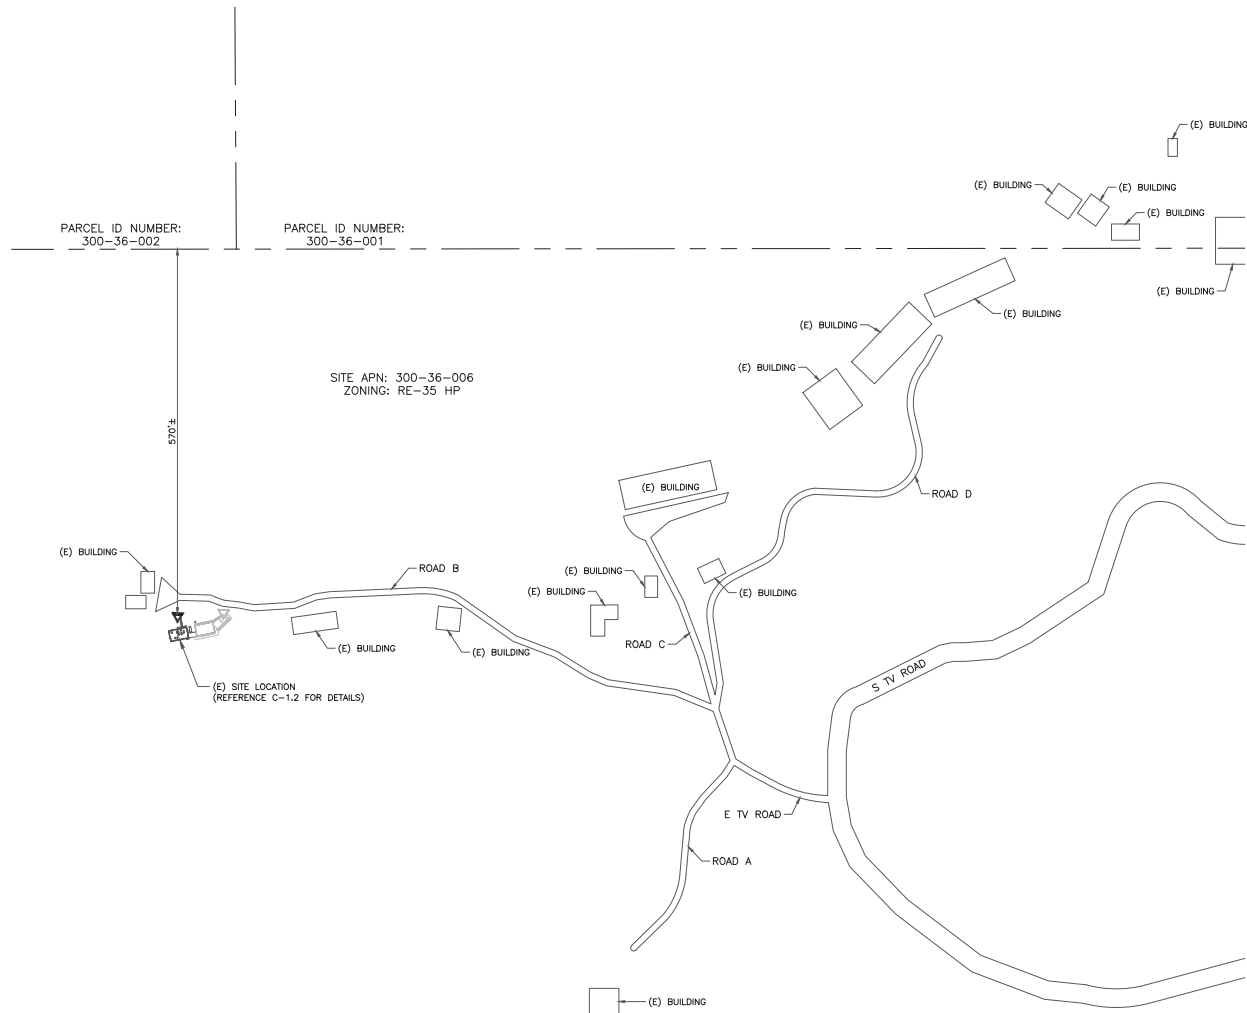 (E) BUILDING
(E) BUILDING
(E) BUILDING
(E) BUILDING
PARCEL ID NUMBER:
300-36-002
PARCEL ID NUMBER:
300-36-001
(E) BUILDING
(E) BUILDING
(E) BUILDING
(E) BUILDING
SITE APN: 300-36-006
ZONING: RE-35 HP
570'±
(E) BUILDING
ROAD D
(E) BUILDING
ROAD B
(E) BUILDING
(E) BUILDING
(E) BUILDING
(E) BUILDING
(E) BUILDING
ROAD C
S TV ROAD
(E) SITE LOCATION
(REFERENCE C-1.2 FOR DETAILS)
E TV ROAD
ROAD A
(E) BUILDING